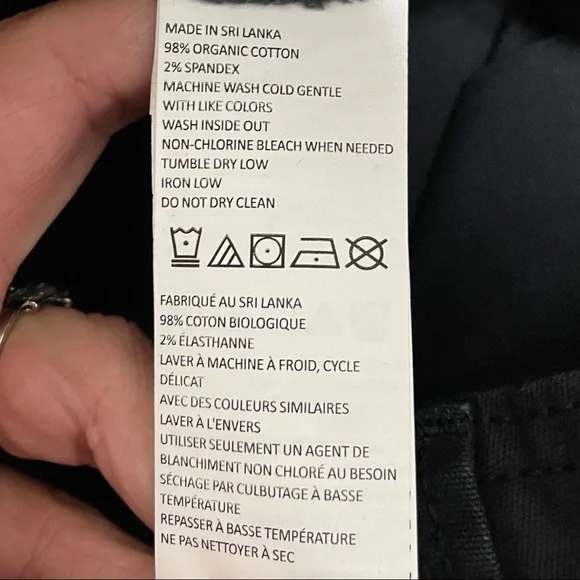 MADE IN SRI LANKA
98% ORGANIC COTTON
2% SPANDEX
MACHINE WASH COLD GENTLE
WITH LIKE COLORS
WASH INSIDE OUT
NON-CHLORINE BLEACH WHEN NEEDED
TUMBLE DRY LOW
IRON LOW
DO NOT DRY CLEAN
FABRIQUÉ AU SRI LANKA
98% COTON BIOLOGIQUE
2% ÉLASTHANNE
LAVER À MACHINE À FROID, CYCLE
DÉLICAT
AVEC DES COULEURS SIMILAIRES
LAVER À L'ENVERS
UTILISER SEULEMENT UN AGENT DE
BLANCHIMENT NON CHLORÉ AU BESOIN
SÉCHAGE PAR CULBUTAGE À BASSE
TEMPÉRATURE
REPASSER À BASSE TEMPÉRATURE
NE PAS NETTOYER À SEC